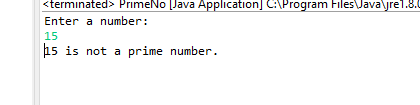 <terminated> PrimeNo [Java Application] C:\Program Files\Java\jre1.8.0
Enter a number:
15
15 is not a prime number.